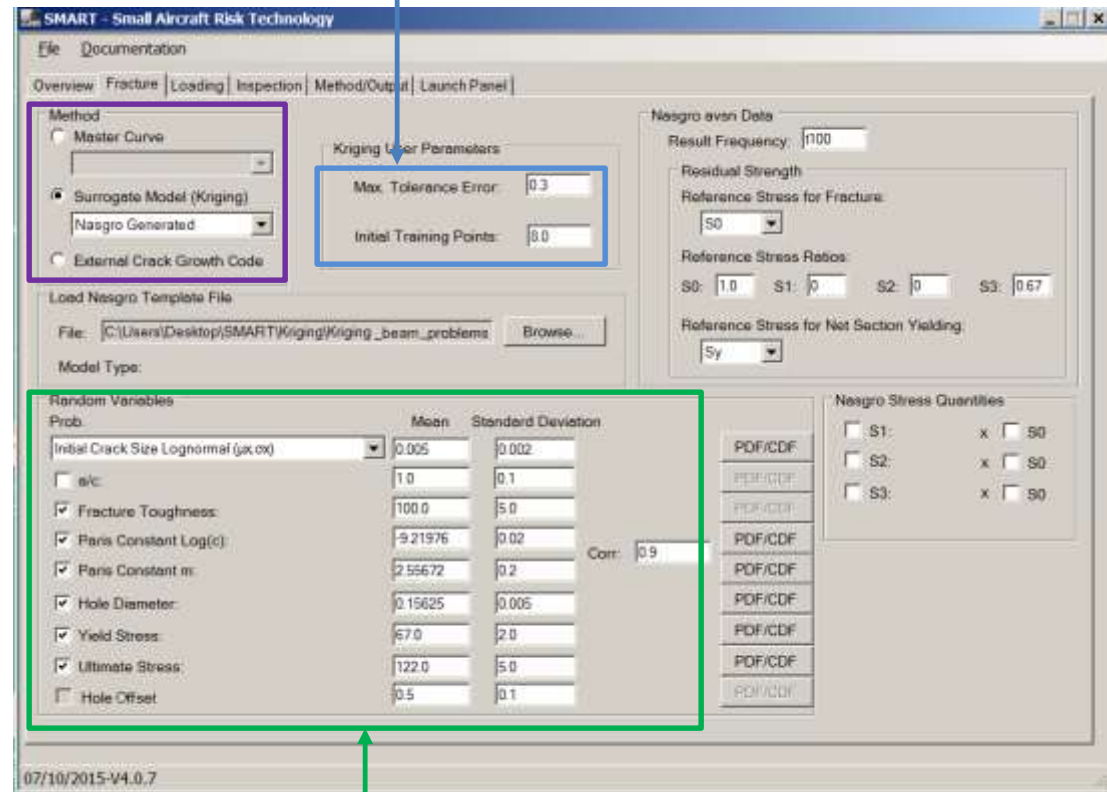 SMART - Small Aircraft Risk Technology
File Documentation
Overview Fracture Loading Inspection Method/Output Launch Panel
Method
Master Curve
Surrogate Model (Kriging)
Nasgro Generated
External Crack Growth Code
Kriging User Parameters
Max. Tolerance Error: 0.3
Initial Training Points: 8.0
Nasgro avsn Data
Result Frequency: r100
Residual Strength
Reference Stress for Fracture:
S0
Reference Stress Ratios:
S0: 1.0 S1: 0 S2: 0 S3: 0.67
Reference Stress for Net Section Yielding:
Sy
Load Nasgro Template File
File: C:\Users\Desktop\SMART\Kriging\Kriging_beam_problems Browse...
Model Type:
Random Variables
Prob. Mean Standard Deviation
Initial Crack Size Lognormal (μx,σx) 0.005 0.002 PDF/CDF
a/c: 1.0 0.1 PDF/CDF
Fracture Toughness: 100.0 5.0 PDF/CDF
Paris Constant Log(c): -9.21976 0.02 Corr: 0.9 PDF/CDF
Paris Constant m: 2.55672 0.2 PDF/CDF
Hole Diameter: 0.15625 0.005 PDF/CDF
Yield Stress: 67.0 2.0 PDF/CDF
Ultimate Stress: 122.0 5.0 PDF/CDF
Hole Offset 0.5 0.1 PDF/CDF
Nasgro Stress Quantities
S1: x S0
S2: x S0
S3: x S0
07/10/2015-V4.0.7